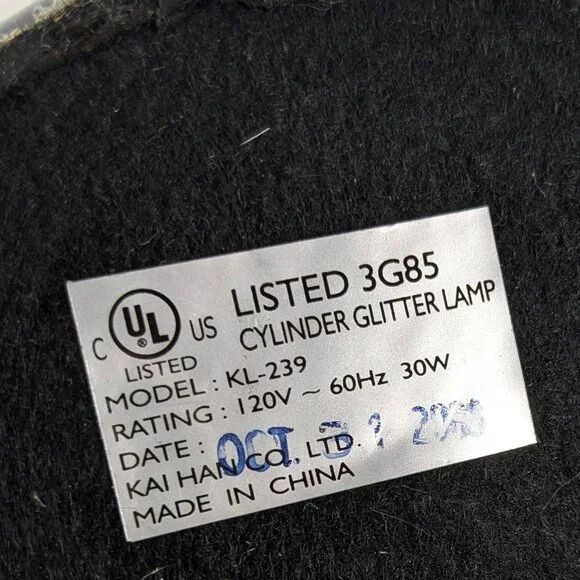 C UL US
LISTED
LISTED 3G85
CYLINDER GLITTER LAMP
MODEL : KL-239
RATING : 120V ~ 60Hz 30W
DATE : OCT.
KAI HAN CO., LTD.
MADE IN CHINA